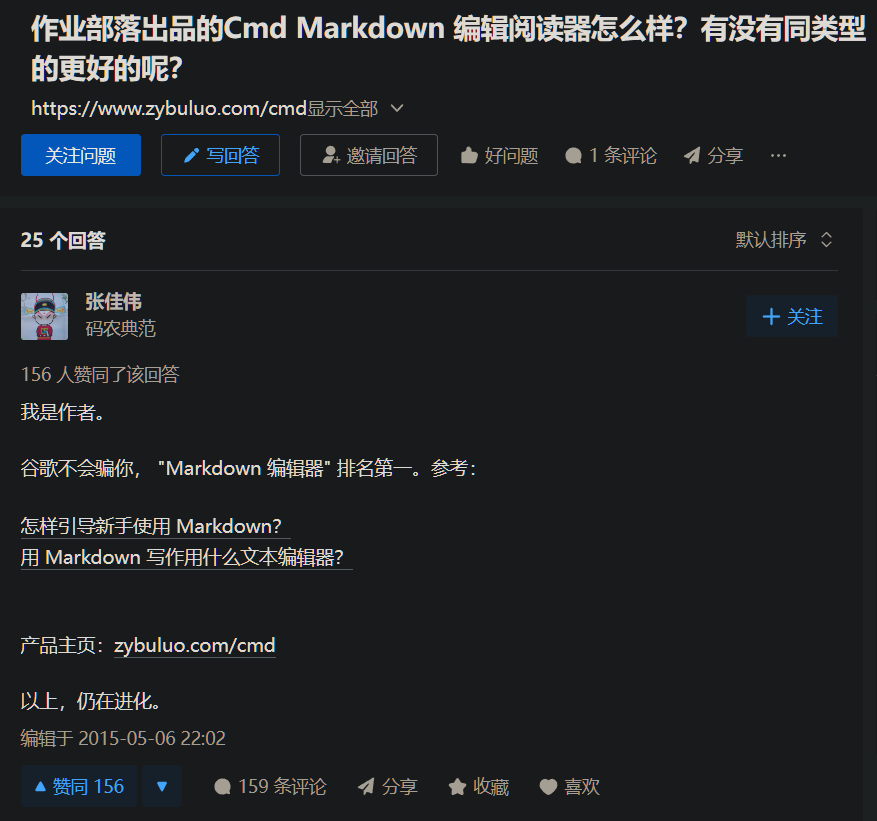 作业部落出品的Cmd Markdown 编辑阅读器怎么样？有没有同类型
的更好的呢？
https://www.zybuluo.com/cmd显示全部
关注问题 写回答 邀请回答 好问题 1 条评论 分享 ···
25 个回答 默认排序
张佳伟
码农典范 + 关注
156 人赞同了该回答
我是作者。
谷歌不会骗你， "Markdown 编辑器" 排名第一。参考：
怎样引导新手使用 Markdown？
用 Markdown 写作用什么文本编辑器？
产品主页：zybuluo.com/cmd
以上，仍在进化。
编辑于 2015-05-06 22:02
赞同 156 159 条评论 分享 收藏 喜欢